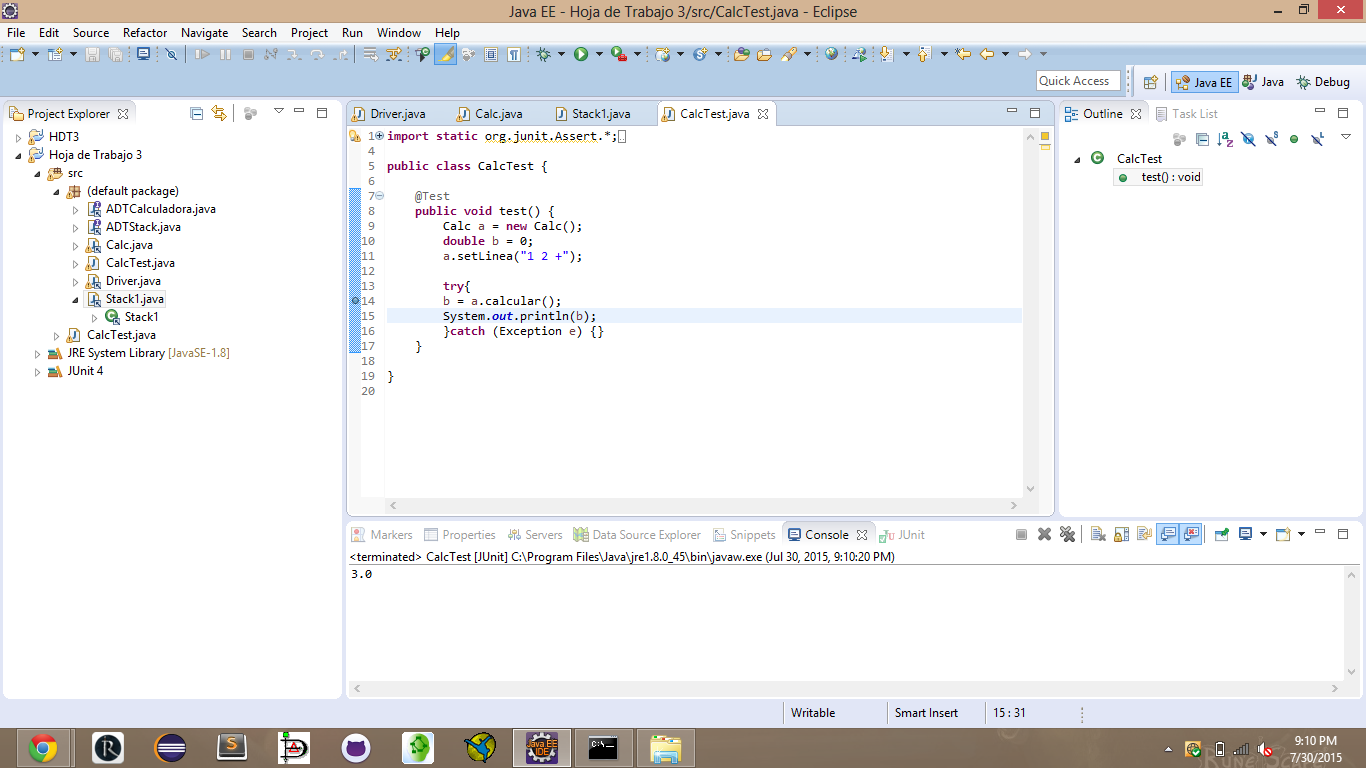 Java EE - Hoja de Trabajo 3/src/CalcTest.java - Eclipse
File Edit Source Refactor Navigate Search Project Run Window Help
Quick Access
Java EE
Java
Debug
Project Explorer
HDT3
Hoja de Trabajo 3
src
(default package)
ADTCalculadora.java
ADTStack.java
Calc.java
CalcTest.java
Driver.java
Stack1.java
Stack1
CalcTest.java
JRE System Library [JavaSE-1.8]
JUnit 4
Driver.java Calc.java Stack1.java CalcTest.java
1 import static org.junit.Assert.*;
4
5 public class CalcTest {
6
7 @Test
8 public void test() {
9 Calc a = new Calc();
10 double b = 0;
11 a.setLinea("1 2 +");
12
13 try{
14 b = a.calcular();
15 System.out.println(b);
16 }catch (Exception e) {}
17 }
18
19 }
20
Outline Task List
CalcTest
test() : void
Markers Properties Servers Data Source Explorer Snippets Console JUnit
<terminated> CalcTest [JUnit] C:\Program Files\Java\jre1.8.0_45\bin\javaw.exe (Jul 30, 2015, 9:10:20 PM)
3.0
Writable Smart Insert 15 : 31
Java EE
IDE
C:\
9:10 PM
7/30/2015